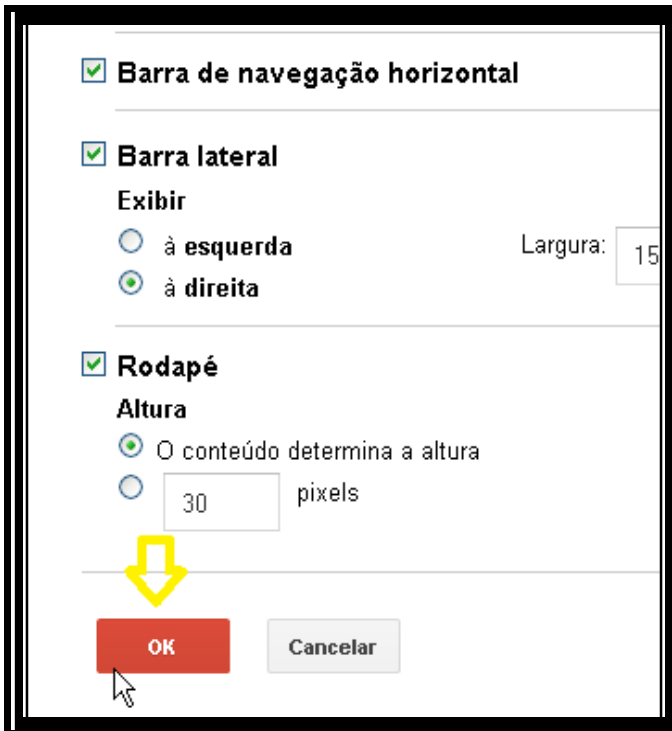 Barra de navegação horizontal
Barra lateral
Exibir
à esquerda
Largura: 15
à direita
Rodapé
Altura
O conteúdo determina a altura
30 pixels
OK Cancelar